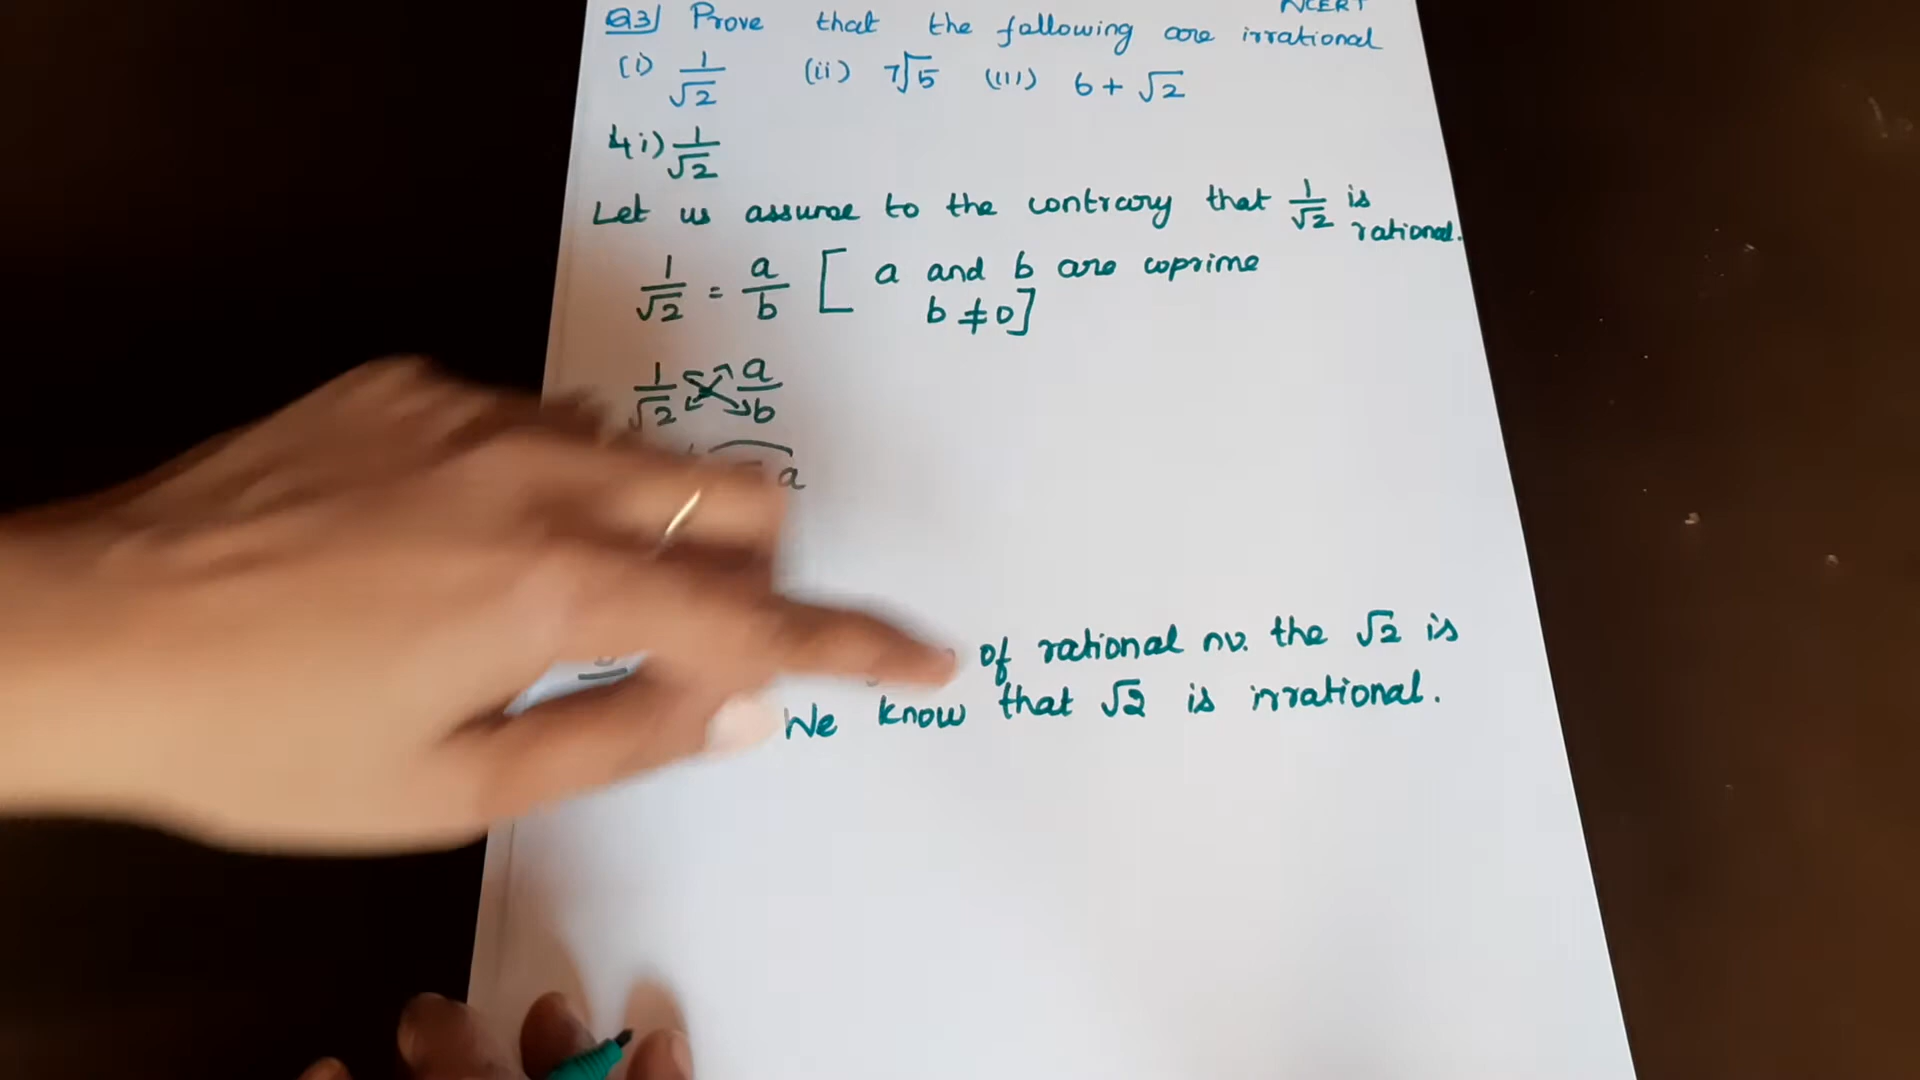 NCERT
Q3) Prove that the following are irrational
(i) 1/√2 (ii) 7√5 (iii) 6 + √2
i) 1/√2
Let us assume to the contrary that 1/√2 is
rational.
1/√2 = a/b [ a and b are coprime
b ≠ 0]
1/√2 a/b
a
of rational no. the √2 is
We know that √2 is irrational.